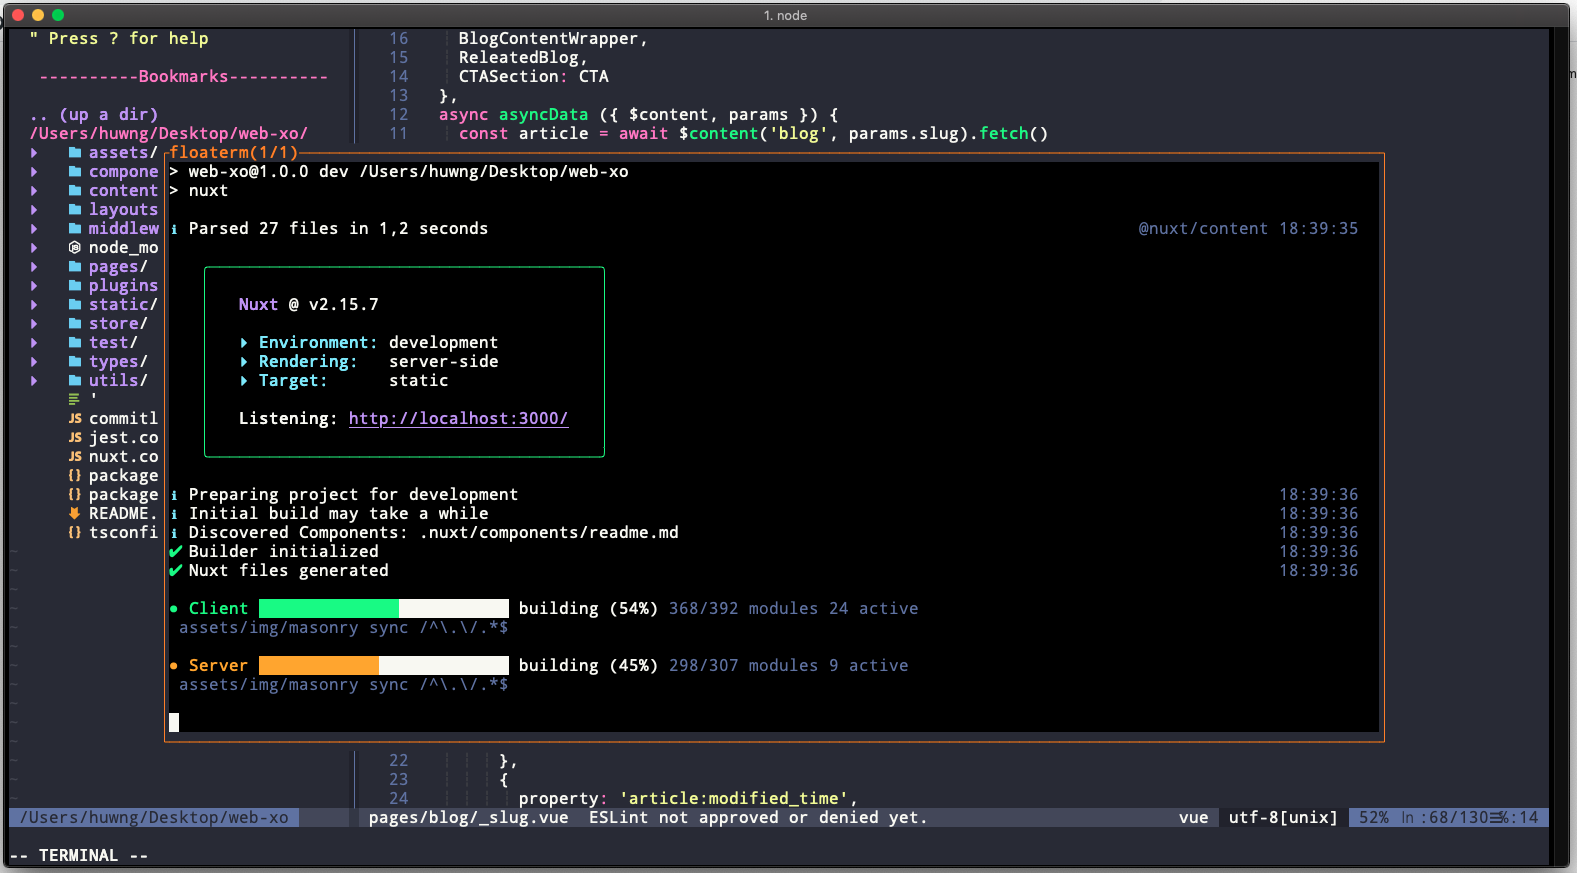 1. node
" Press ? for help
----------Bookmarks----------
.. (up a dir)
/Users/huwng/Desktop/web-xo/
assets/
compone
content
layouts
middlew
node_mo
pages/
plugins
static/
store/
test/
types/
utils/
'
JS commitl
JS jest.co
JS nuxt.co
{} package
{} package
README.
{} tsconfi
16 BlogContentWrapper,
15 ReleatedBlog,
14 CTASection: CTA
13 },
12 async asyncData ({ $content, params }) {
11 const article = await $content('blog', params.slug).fetch()
floaterm(1/1)
> web-xo@1.0.0 dev /Users/huwng/Desktop/web-xo
> nuxt
i Parsed 27 files in 1,2 seconds @nuxt/content 18:39:35
Nuxt @ v2.15.7
Environment: development
Rendering: server-side
Target: static
Listening: http://localhost:3000/
i Preparing project for development 18:39:36
i Initial build may take a while 18:39:36
i Discovered Components: .nuxt/components/readme.md 18:39:36
✔ Builder initialized 18:39:36
✔ Nuxt files generated 18:39:36
● Client building (54%) 368/392 modules 24 active
assets/img/masonry sync /^\.\/.*$
● Server building (45%) 298/307 modules 9 active
assets/img/masonry sync /^\.\/.*$
22 },
23 {
24 property: 'article:modified_time',
/Users/huwng/Desktop/web-xo pages/blog/_slug.vue ESLint not approved or denied yet. vue utf-8[unix] 52% ln :68/130≡%:14
-- TERMINAL --